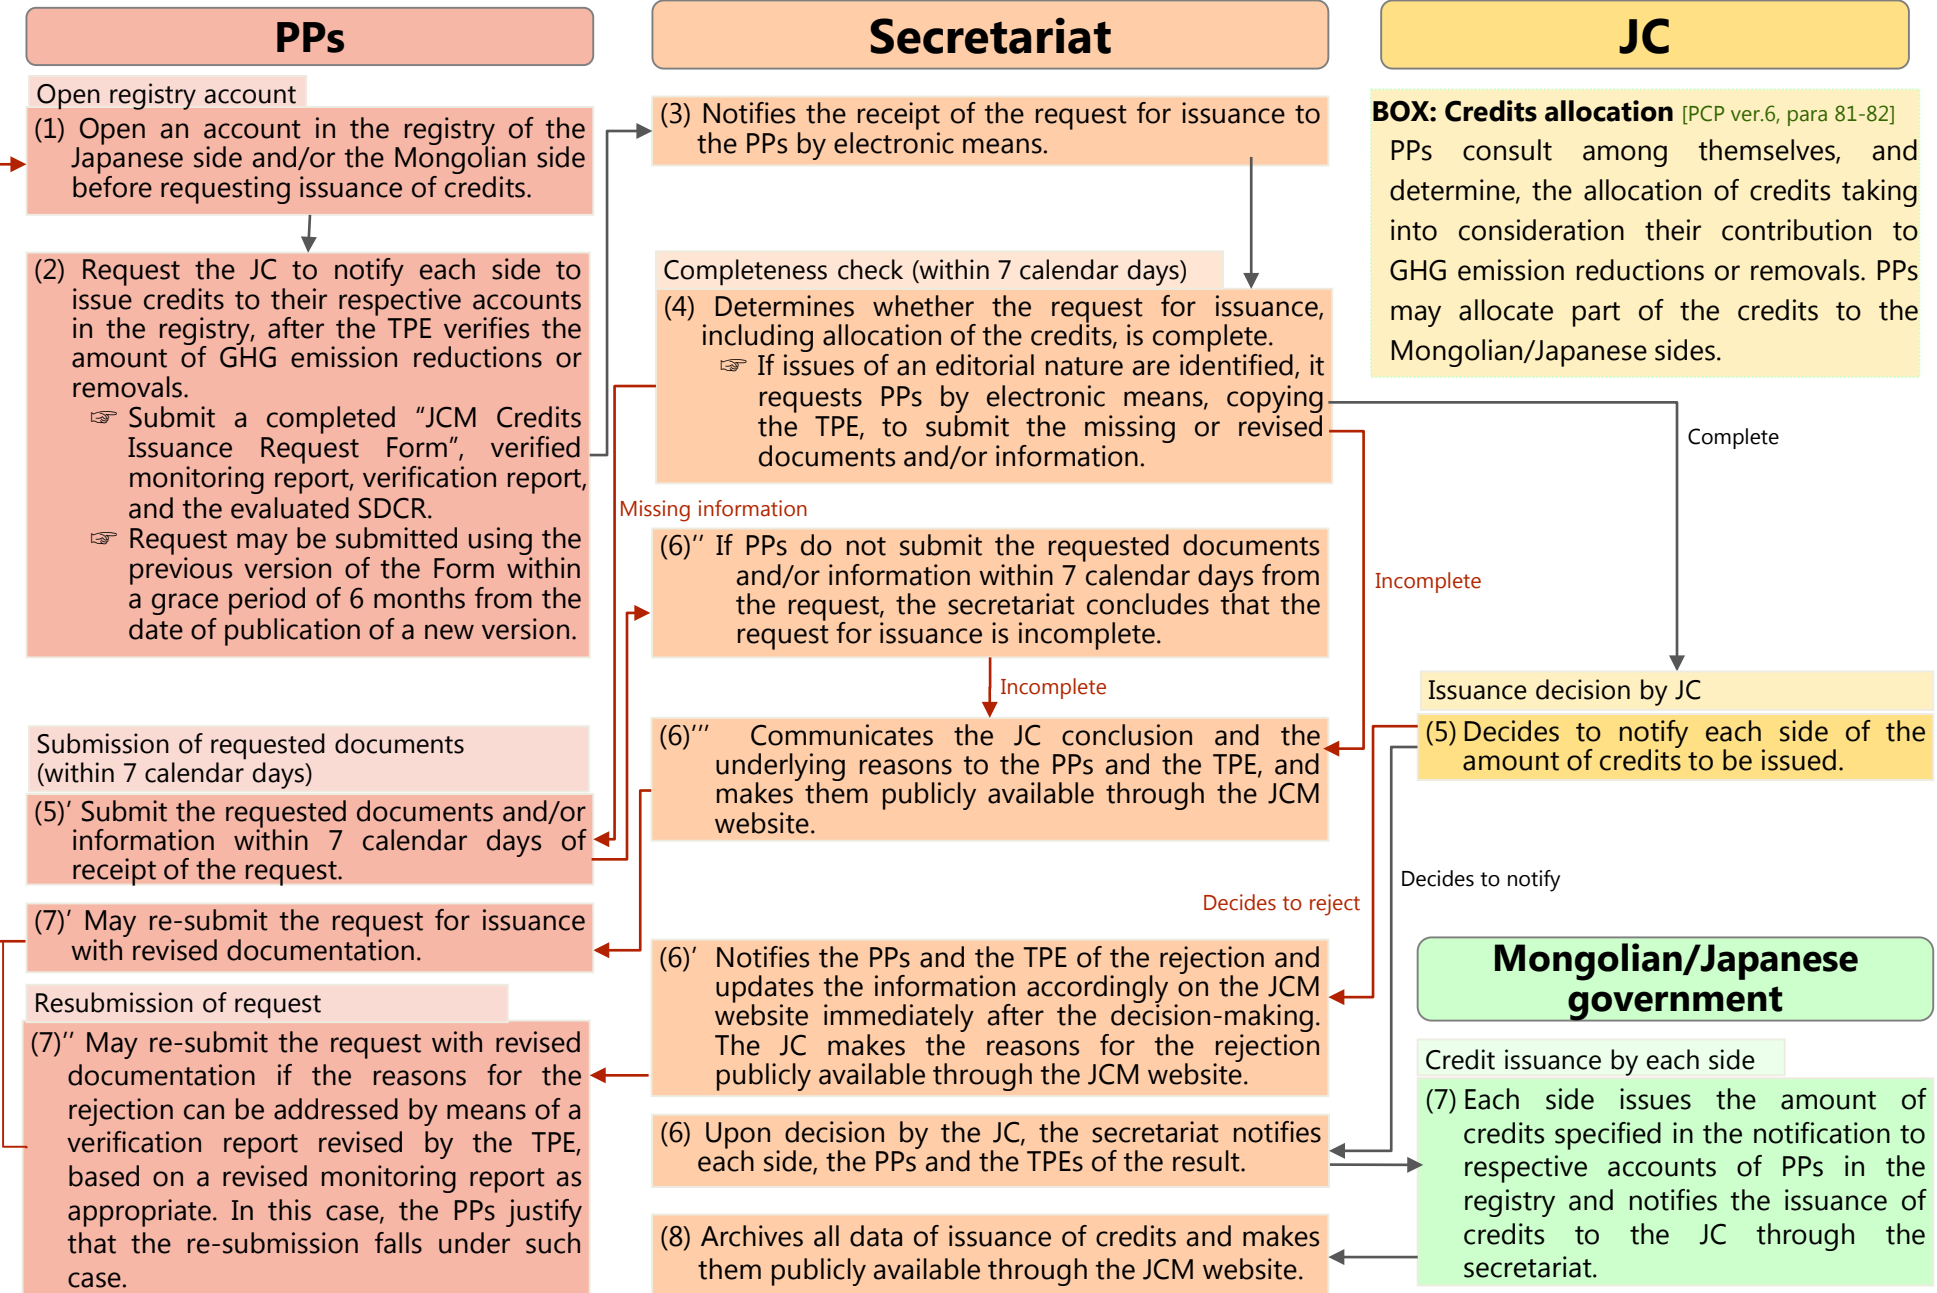 PPs
Open registry account
(1) Open an account in the registry of the
Japanese side and/or the Mongolian side
before requesting issuance of credits.
(2) Request the JC to notify each side to
issue credits to their respective accounts
in the registry, after the TPE verifies the
amount of GHG emission reductions or
removals.
☞ Submit a completed “JCM Credits
Issuance Request Form”, verified
monitoring report, verification report,
and the evaluated SDCR.
☞ Request may be submitted using the
previous version of the Form within
a grace period of 6 months from the
date of publication of a new version.
Submission of requested documents
(within 7 calendar days)
(5)’ Submit the requested documents and/or
information within 7 calendar days of
receipt of the request.
(7)’ May re-submit the request for issuance
with revised documentation.
Resubmission of request
(7)’’ May re-submit the request with revised
documentation if the reasons for the
rejection can be addressed by means of a
verification report revised by the TPE,
based on a revised monitoring report as
appropriate. In this case, the PPs justify
that the re-submission falls under such
case.
Secretariat
(3) Notifies the receipt of the request for issuance to
the PPs by electronic means.
Completeness check (within 7 calendar days)
(4) Determines whether the request for issuance,
including allocation of the credits, is complete.
☞ If issues of an editorial nature are identified, it
requests PPs by electronic means, copying
the TPE, to submit the missing or revised
documents and/or information.
Missing information
(6)’’ If PPs do not submit the requested documents
and/or information within 7 calendar days from
the request, the secretariat concludes that the
request for issuance is incomplete.
Incomplete
Incomplete
(6)’’’ Communicates the JC conclusion and the
underlying reasons to the PPs and the TPE, and
makes them publicly available through the JCM
website.
Decides to reject
(6)’ Notifies the PPs and the TPE of the rejection and
updates the information accordingly on the JCM
website immediately after the decision-making.
The JC makes the reasons for the rejection
publicly available through the JCM website.
(6) Upon decision by the JC, the secretariat notifies
each side, the PPs and the TPEs of the result.
(8) Archives all data of issuance of credits and makes
them publicly available through the JCM website.
JC
BOX: Credits allocation [PCP ver.6, para 81-82]
PPs consult among themselves, and
determine, the allocation of credits taking
into consideration their contribution to
GHG emission reductions or removals. PPs
may allocate part of the credits to the
Mongolian/Japanese sides.
Complete
Issuance decision by JC
(5) Decides to notify each side of the
amount of credits to be issued.
Decides to notify
Mongolian/Japanese
government
Credit issuance by each side
(7) Each side issues the amount of
credits specified in the notification to
respective accounts of PPs in the
registry and notifies the issuance of
credits to the JC through the
secretariat.